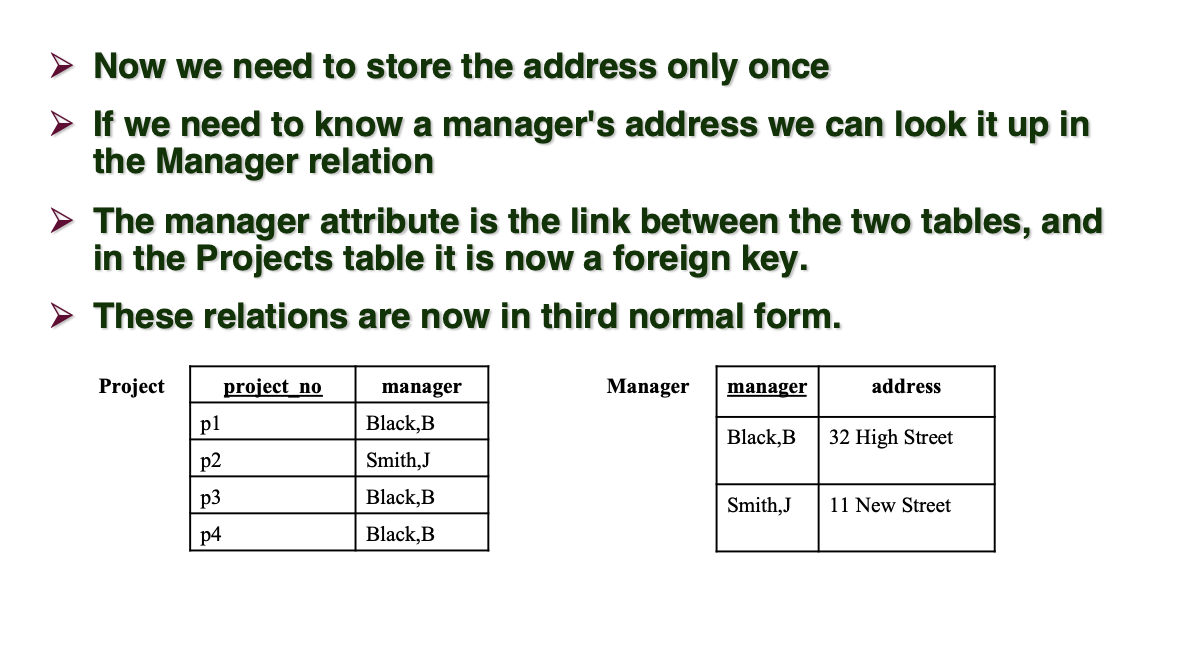 Now we need to store the address only once
If we need to know a manager's address we can look it up in
the Manager relation
The manager attribute is the link between the two tables, and
in the Projects table it is now a foreign key.
These relations are now in third normal form.
Project
project_no manager
p1 Black,B
p2 Smith,J
p3 Black,B
p4 Black,B
Manager
manager address
Black,B 32 High Street
Smith,J 11 New Street